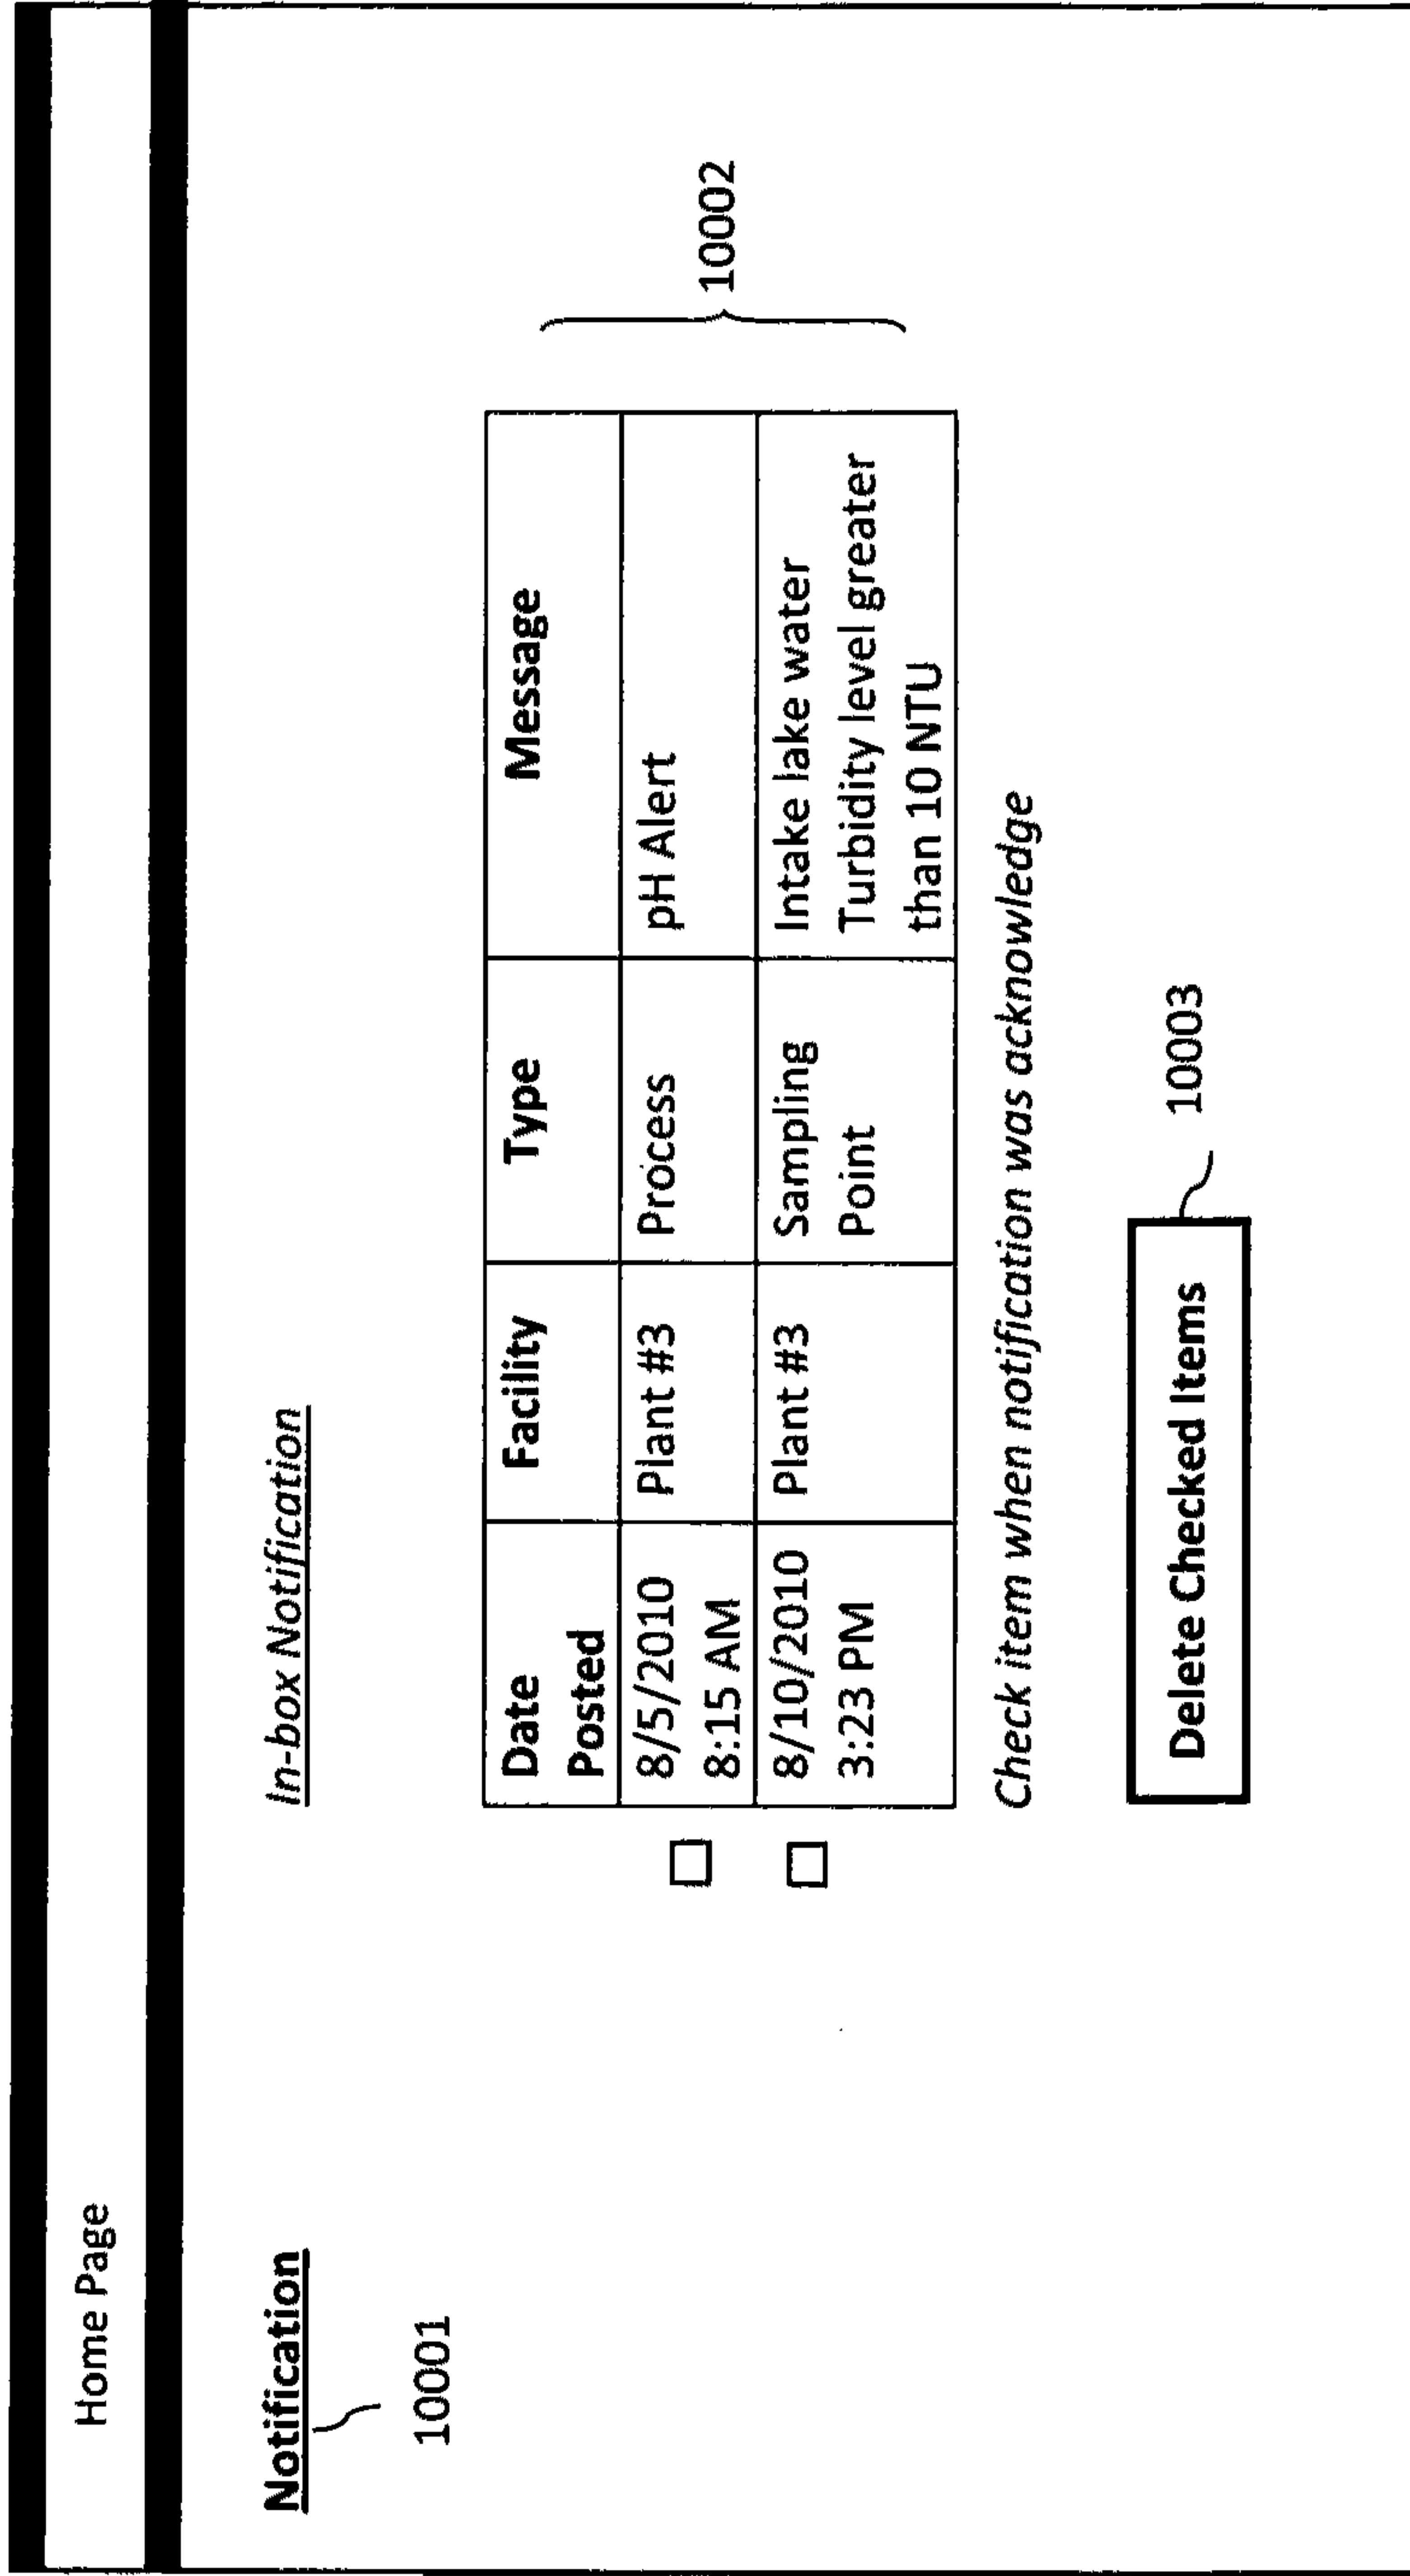 Home Page
Notification
10001
In-box Notification
Date Posted Facility Type Message
8/5/2010 8:15 AM Plant #3 Process pH Alert
8/10/2010 3:23 PM Plant #3 Sampling Point Intake lake water Turbidity level greater than 10 NTU
10002
Check item when notification was acknowledge
Delete Checked Items
10003